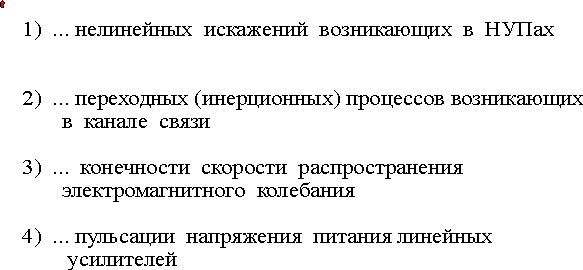 1) ... нелинейных искажений возникающих в НУПах
2) ... переходных (инерционных) процессов возникающих
в канале связи
3) ... конечности скорости распространения
электромагнитного колебания
4) ... пульсации напряжения питания линейных
усилителей